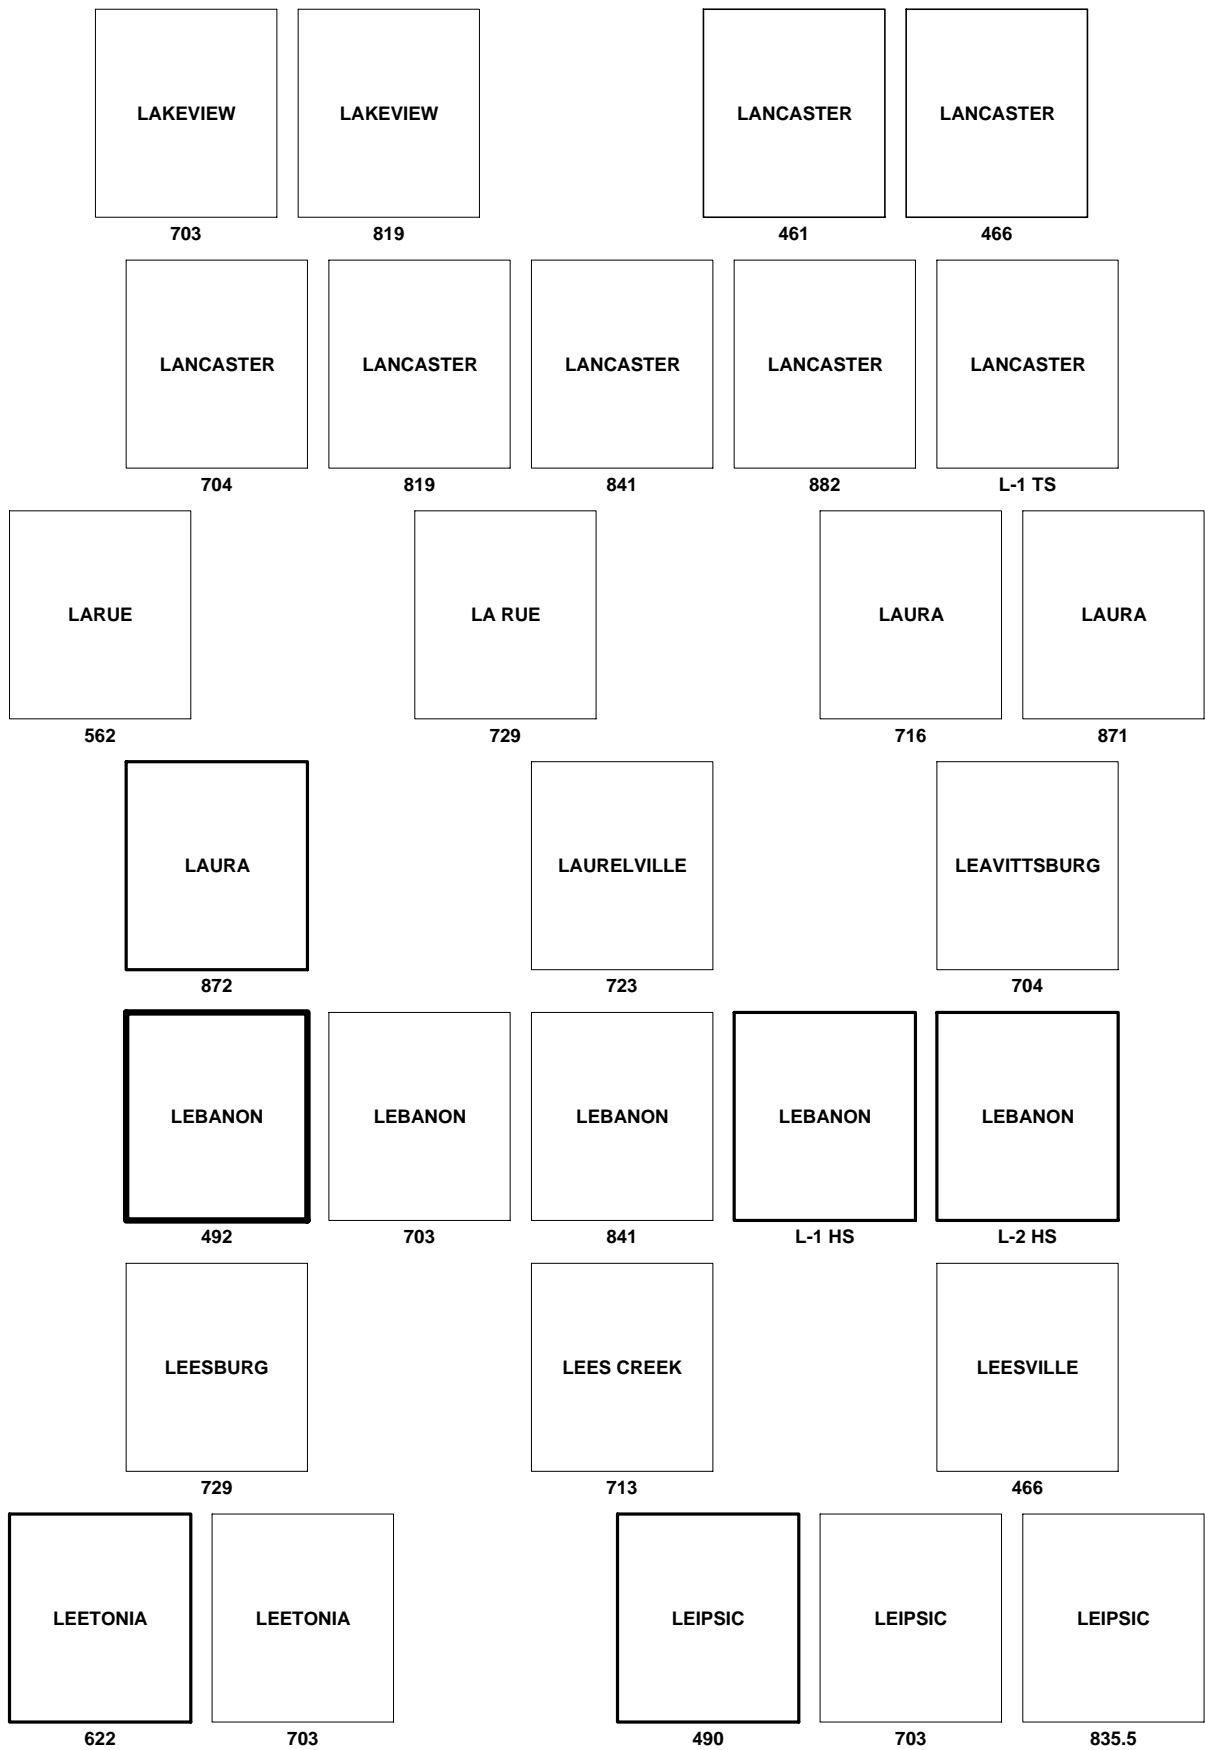 LAKEVIEW LAKEVIEW LANCASTER LANCASTER
703 819 461 466
LANCASTER LANCASTER LANCASTER LANCASTER LANCASTER
704 819 841 882 L-1 TS
LARUE LA RUE LAURA LAURA
562 729 716 871
LAURA LAURELVILLE LEAVITTSBURG
872 723 704
LEBANON LEBANON LEBANON LEBANON LEBANON
492 703 841 L-1 HS L-2 HS
LEESBURG LEES CREEK LEESVILLE
729 713 466
LEETONIA LEETONIA LEIPSIC LEIPSIC LEIPSIC
622 703 490 703 835.5